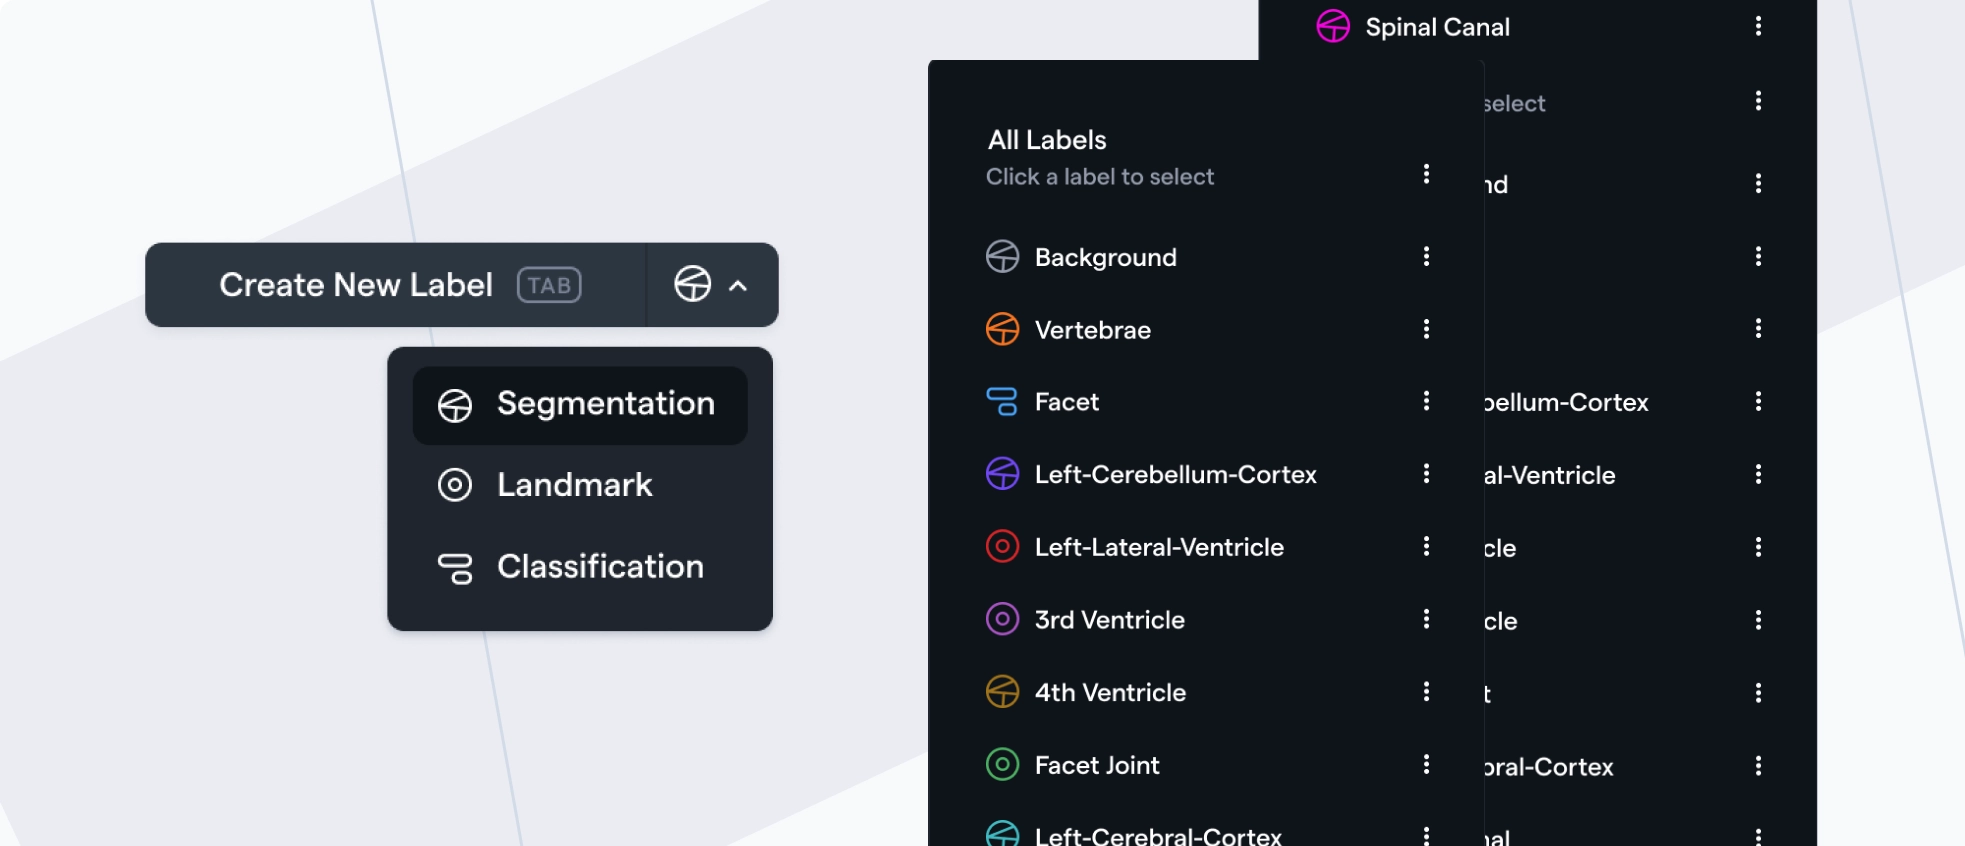 Create New Label TAB
Segmentation
Landmark
Classification
All Labels
Click a label to select
Background
Vertebrae
Facet
Left-Cerebellum-Cortex
Left-Lateral-Ventricle
3rd Ventricle
4th Ventricle
Facet Joint
Left-Cerebral-Cortex
Spinal Canal
select
nd
bellum-Cortex
al-Ventricle
cle
cle
t
bral-Cortex
nal